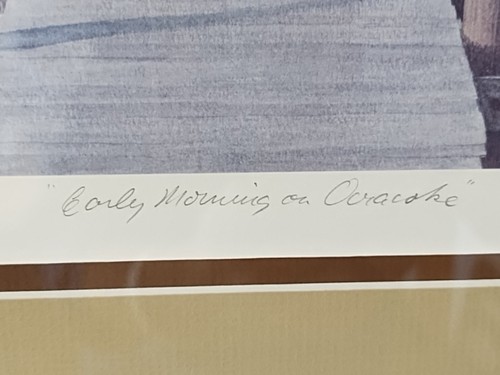 "Early Morning on Ocracoke"